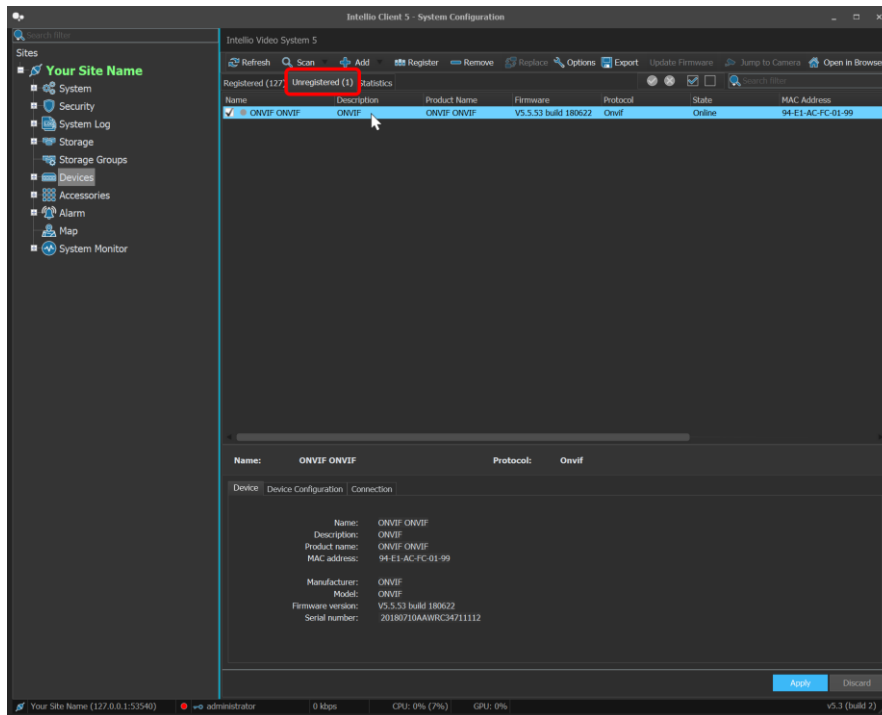 Intellio Client 5 - System Configuration
Search filter
Sites
Your Site Name
System
Security
System Log
Storage
Storage Groups
Devices
Accessories
Alarm
Map
System Monitor
Intellio Video System 5
Refresh Scan Add Register Remove Replace Options Export Update Firmware Jump to Camera Open in Browse
Registered (127) Unregistered (1) Statistics Search filter
Name Description Product Name Firmware Protocol State MAC Address
ONVIF ONVIF ONVIF ONVIF ONVIF V5.5.53 build 180622 Onvif Online 94-E1-AC-FC-01-99
Name: ONVIF ONVIF Protocol: Onvif
Device Device Configuration Connection
Name: ONVIF ONVIF
Description: ONVIF
Product name: ONVIF ONVIF
MAC address: 94-E1-AC-FC-01-99
Manufacturer: ONVIF
Model: ONVIF
Firmware version: V5.5.53 build 180622
Serial number: 20180710AAWRC34711112
Apply Discard
Your Site Name (127.0.0.1:53540) administrator 0 kbps CPU: 0% (7%) GPU: 0% v5.3 (build 2)